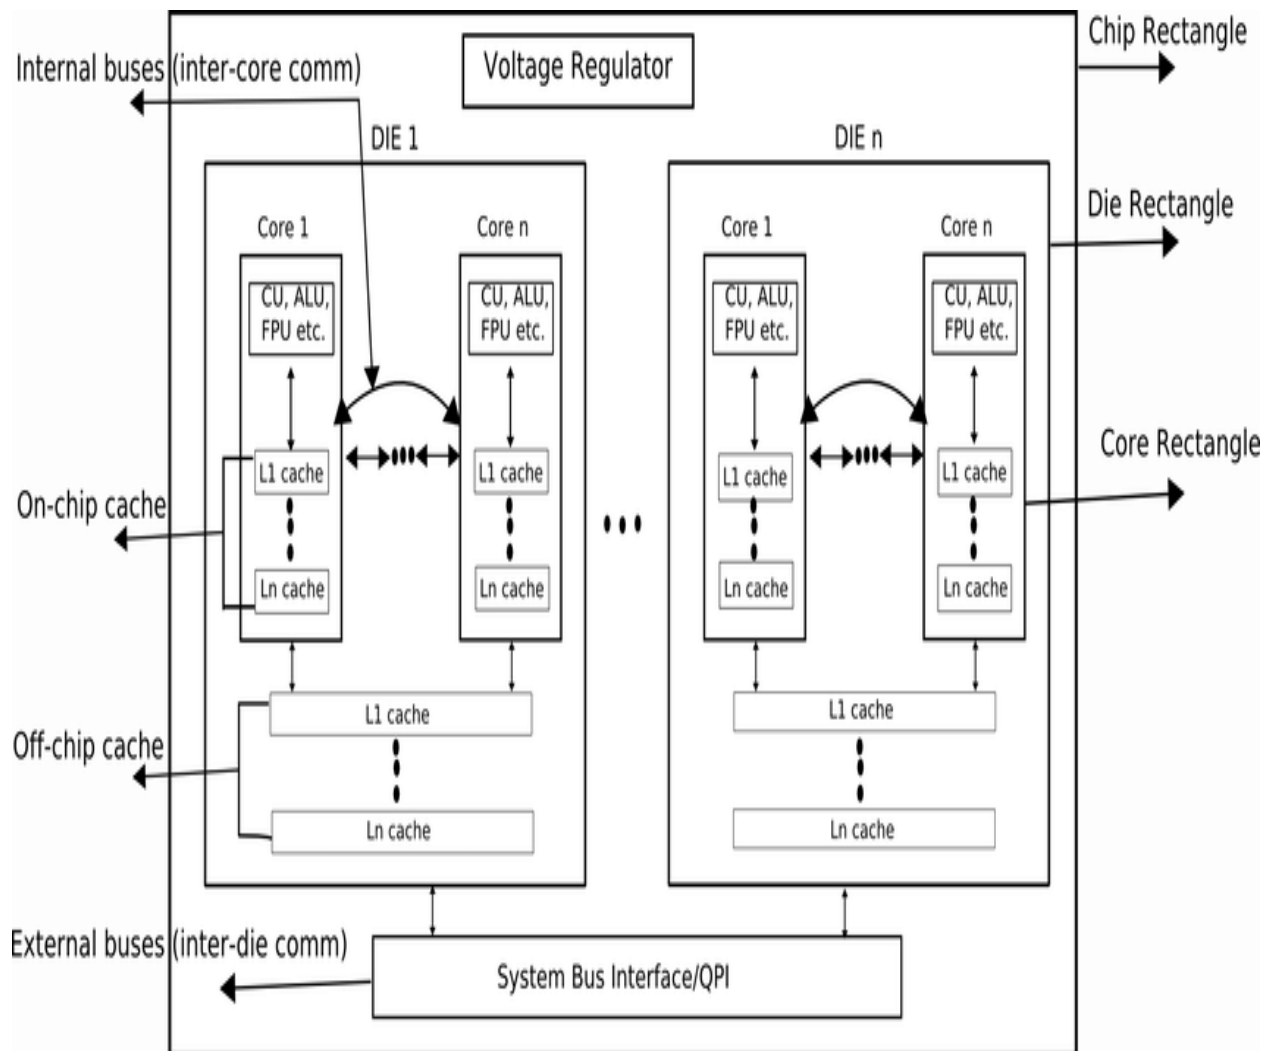 Chip Rectangle
Internal buses (inter-core comm)
Voltage Regulator
DIE 1
DIE n
Die Rectangle
Core 1
Core n
Core 1
Core n
CU, ALU,
FPU etc.
CU, ALU,
FPU etc.
CU, ALU,
FPU etc.
CU, ALU,
FPU etc.
Core Rectangle
L1 cache
L1 cache
L1 cache
L1 cache
On-chip cache
Ln cache
Ln cache
Ln cache
Ln cache
L1 cache
L1 cache
Off-chip cache
Ln cache
Ln cache
External buses (inter-die comm)
System Bus Interface/QPI